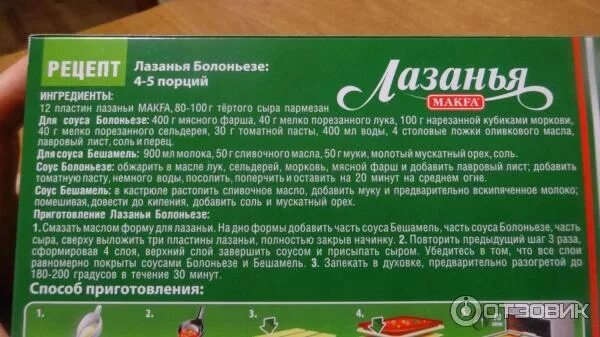 РЕЦЕПТ
Лазанья Болоньезе:
4-5 порций
Лазанья
MAKFA
ИНГРЕДИЕНТЫ:
12 пластин лазаньи MAKFA, 80-100 г тёртого сыра пармезан
Для соуса Болоньезе: 400 г мясного фарша, 40 г мелко порезанного лука, 100 г нарезанной кубиками моркови,
40 г мелко порезанного сельдерея, 30 г томатной пасты, 400 мл воды, 4 столовые ложки оливкового масла,
лавровый лист, соль и перец.
Для соуса Бешамель: 900 мл молока, 50 г сливочного масла, 50 г муки, молотый мускатный орех, соль.
Соус Болоньезе: обжарить в масле лук, сельдерей, морковь, мясной фарш и добавить лавровый лист; добавить
томатную пасту, немного воды, посолить, поперчить и оставить на 20 минут на среднем огне.
Соус Бешамель: в кастрюле растопить сливочное масло, добавить муку и предварительно вскипяченное молоко;
помешивая, довести до кипения, добавить соль и мускатный орех.
Приготовление Лазаньи Болоньезе:
1. Смазать маслом форму для лазаньи. На дно формы добавить часть соуса Бешамель, часть соуса Болоньезе, часть
сыра, сверху выложить три пластины лазаньи, полностью закрыв начинку. 2. Повторить предыдущий шаг 3 раза,
сформировав 4 слоя, верхний слой завершить соусом и присыпать сыром. Убедитесь в том, что все слои
равномерно покрыты соусами Болоньезе и Бешамель. 3. Запекать в духовке, предварительно разогретой до
180-200 градусов в течение 30 минут.
Способ приготовления:
1. 2. 3. 4.
ОТЗОВИК